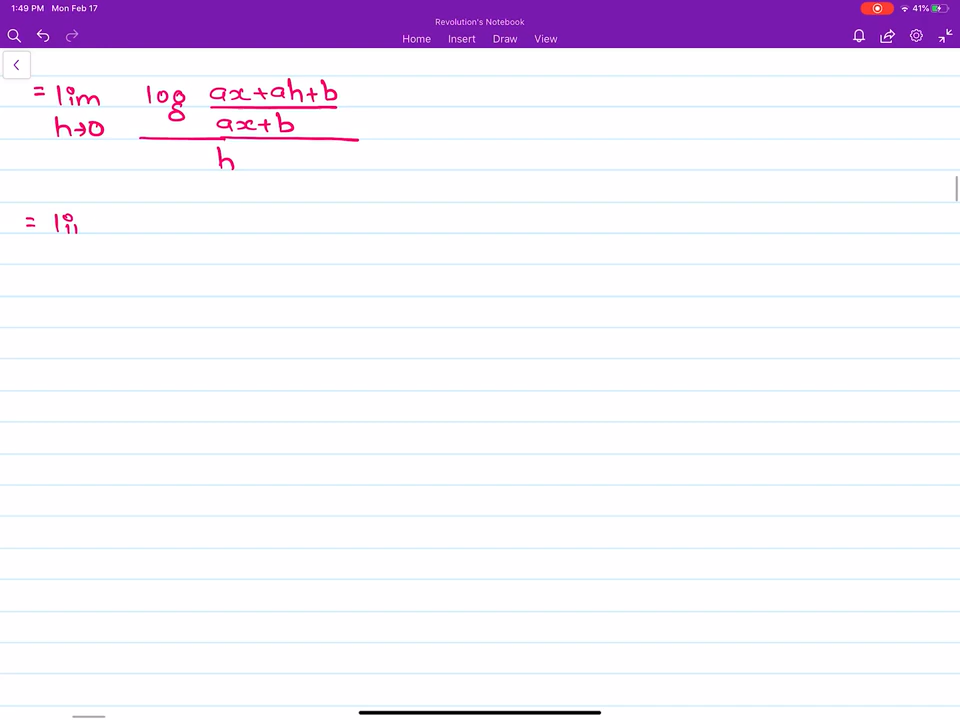 1:49 PM Mon Feb 17
41%
Revolution's Notebook
Home Insert Draw View
= lim log ax+ah+b
h→0 ax+b
h
=